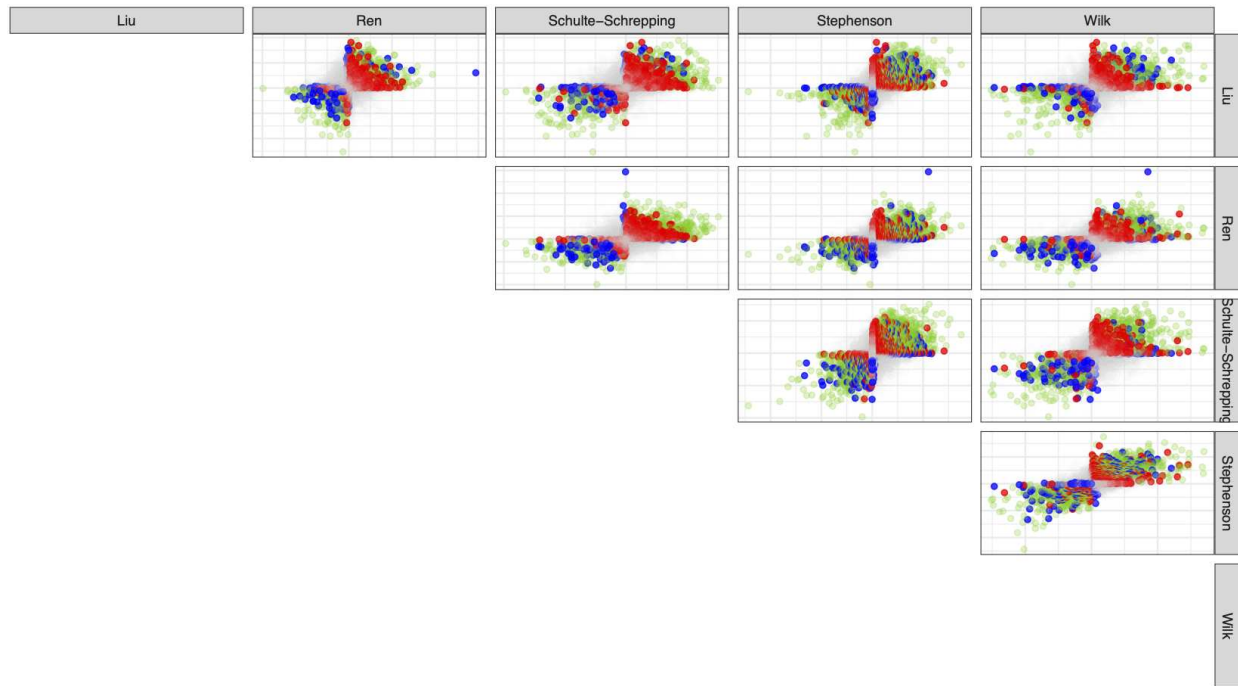 Liu
Ren
Schulte−Schrepping
Stephenson
Wilk
Liu
Ren
Schulte−Schrepping
Stephenson
Wilk